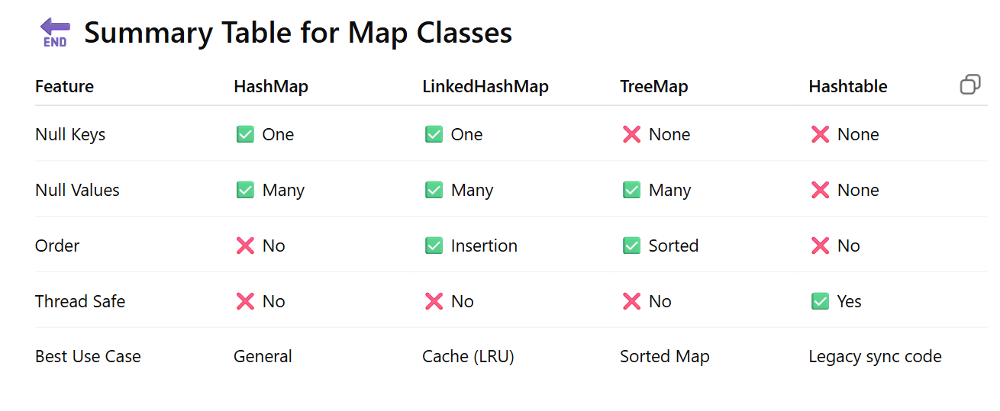 END Summary Table for Map Classes
Feature HashMap LinkedHashMap TreeMap Hashtable
Null Keys ✅ One ✅ One ❌ None ❌ None
Null Values ✅ Many ✅ Many ✅ Many ❌ None
Order ❌ No ✅ Insertion ✅ Sorted ❌ No
Thread Safe ❌ No ❌ No ❌ No ✅ Yes
Best Use Case General Cache (LRU) Sorted Map Legacy sync code